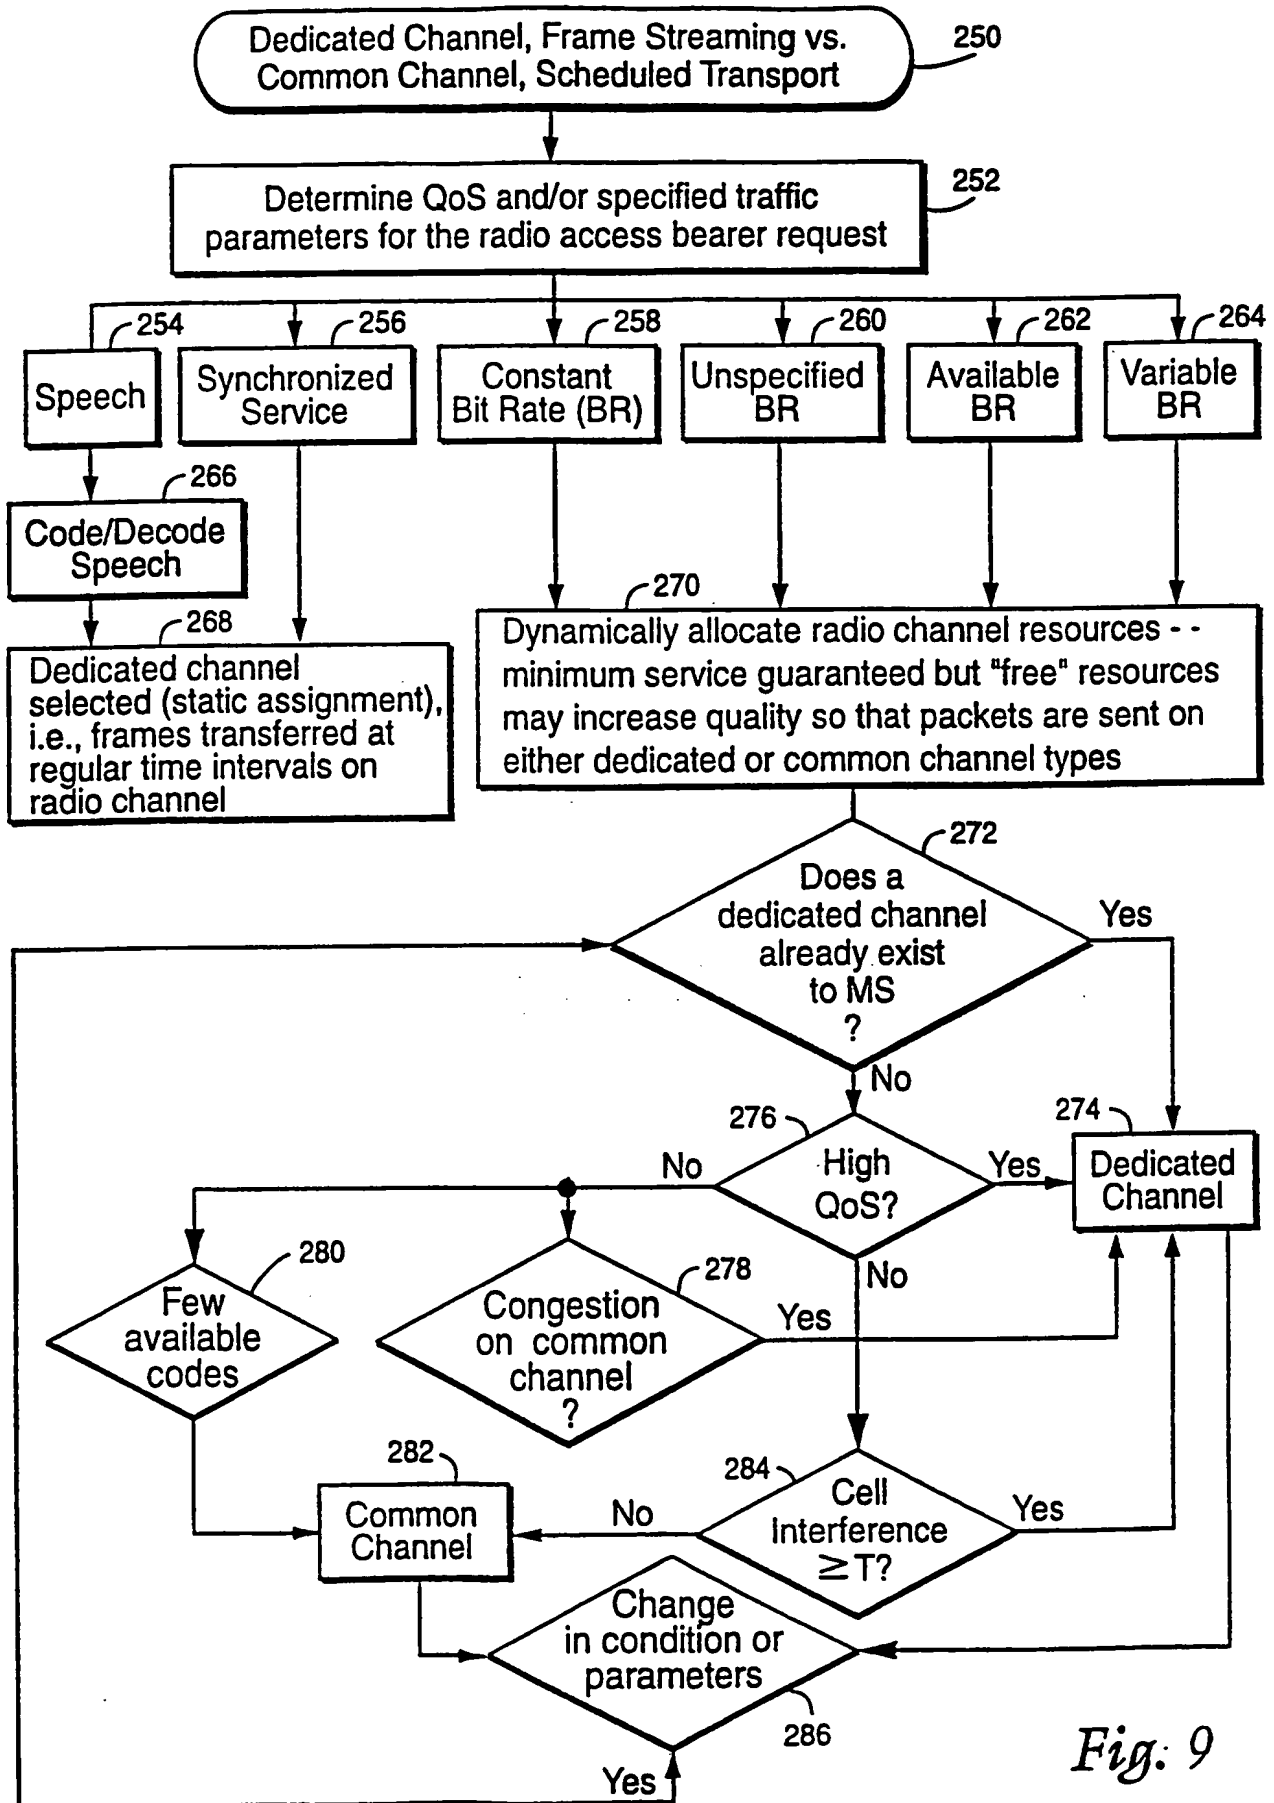 Dedicated Channel, Frame Streaming vs.
Common Channel, Scheduled Transport
250
Determine QoS and/or specified traffic
parameters for the radio access bearer request
252
254
256
258
260
262
264
Speech
Synchronized
Service
Constant
Bit Rate (BR)
Unspecified
BR
Available
BR
Variable
BR
266
Code/Decode
Speech
268
Dedicated channel
selected (static assignment),
i.e., frames transferred at
regular time intervals on
radio channel
270
Dynamically allocate radio channel resources - -
minimum service guaranteed but "free" resources
may increase quality so that packets are sent on
either dedicated or common channel types
272
Does a
dedicated channel
already exist
to MS
?
Yes
No
276
High
QoS?
No
Yes
No
274
Dedicated
Channel
280
Few
available
codes
278
Congestion
on common
channel
?
Yes
282
Common
Channel
284
Cell
Interference
≥T?
No
Yes
Change
in condition or
parameters
286
Yes
Fig. 9